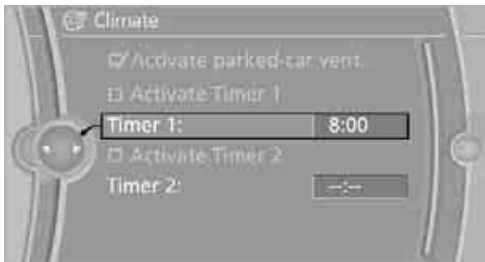 Climate
Activate parked-car vent.
Activate Timer 1
Timer 1: 8:00
Activate Timer 2
Timer 2: --:--